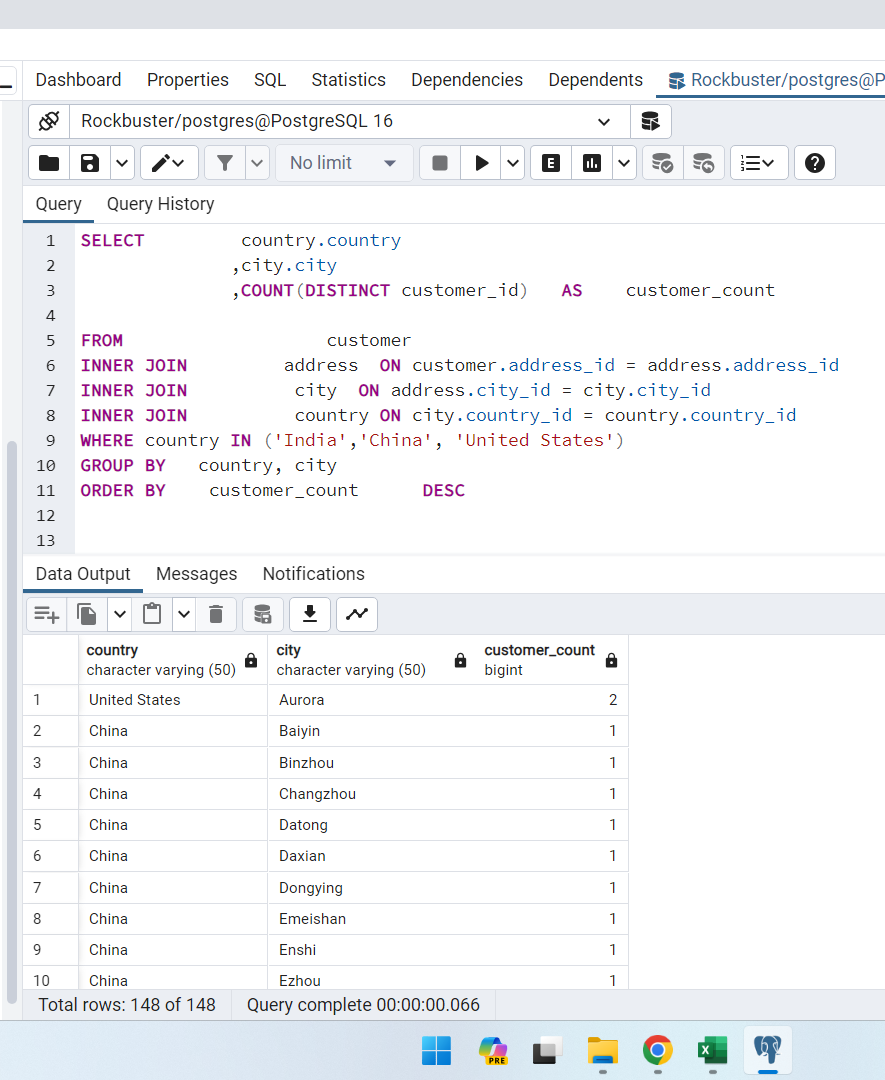 Dashboard Properties SQL Statistics Dependencies Dependents Rockbuster/postgres@P
Rockbuster/postgres@PostgreSQL 16
No limit E
Query Query History
1 SELECT country.country
2 ,city.city
3 ,COUNT(DISTINCT customer_id) AS customer_count
4
5 FROM customer
6 INNER JOIN address ON customer.address_id = address.address_id
7 INNER JOIN city ON address.city_id = city.city_id
8 INNER JOIN country ON city.country_id = country.country_id
9 WHERE country IN ('India','China', 'United States')
10 GROUP BY country, city
11 ORDER BY customer_count DESC
12
13
Data Output Messages Notifications
country city customer_count
character varying (50) character varying (50) bigint
1 United States Aurora 2
2 China Baiyin 1
3 China Binzhou 1
4 China Changzhou 1
5 China Datong 1
6 China Daxian 1
7 China Dongying 1
8 China Emeishan 1
9 China Enshi 1
10 China Ezhou 1
Total rows: 148 of 148 Query complete 00:00:00.066
PRE